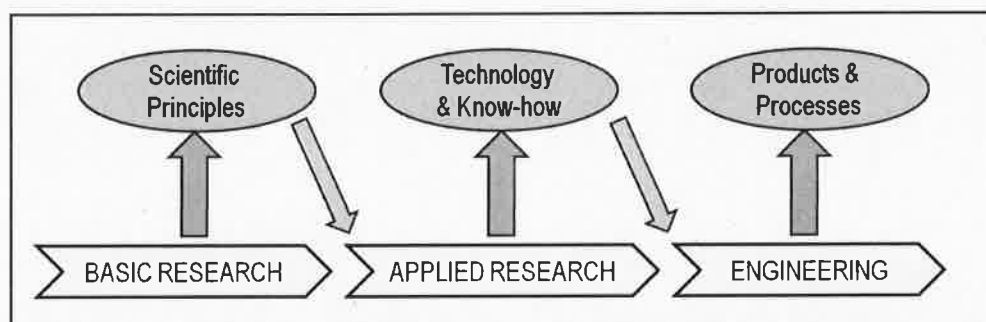 Scientific
Principles
Technology
& Know-how
Products &
Processes
BASIC RESEARCH
APPLIED RESEARCH
ENGINEERING